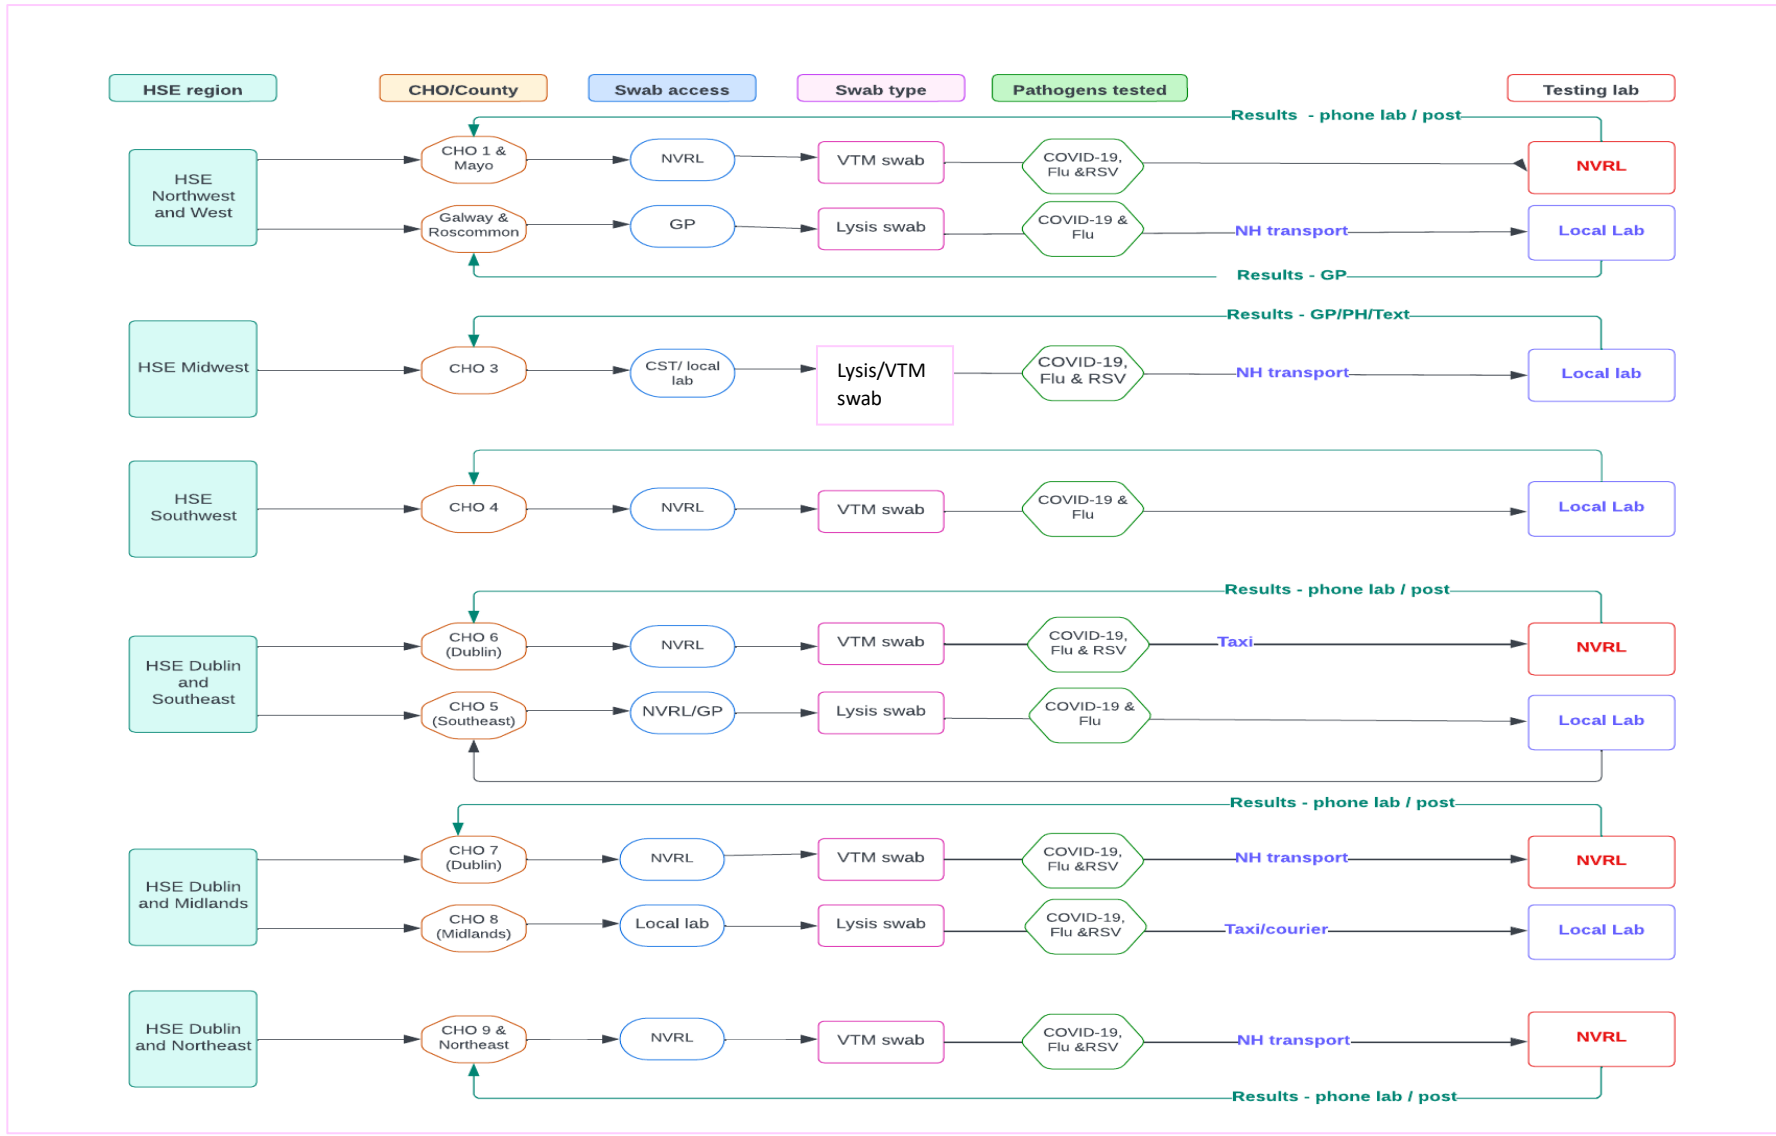 HSE region
CHO/County
Swab access
Swab type
Pathogens tested
Testing lab
Results - phone lab / post
HSE
Northwest
and West
CHO 1 &
Mayo
NVRL
VTM swab
COVID-19,
Flu &RSV
NVRL
Galway &
Roscommon
GP
Lysis swab
COVID-19 &
Flu
NH transport
Local Lab
Results - GP
Results - GP/PH/Text
HSE Midwest
CHO 3
CST/ local
lab
Lysis/VTM
swab
COVID-19,
Flu & RSV
NH transport
Local lab
HSE
Southwest
CHO 4
NVRL
VTM swab
COVID-19 &
Flu
Local Lab
Results - phone lab / post
HSE Dublin
and
Southeast
CHO 6
(Dublin)
NVRL
VTM swab
COVID-19,
Flu & RSV
Taxi
NVRL
CHO 5
(Southeast)
NVRL/GP
Lysis swab
COVID-19 &
Flu
Local Lab
Results - phone lab / post
HSE Dublin
and Midlands
CHO 7
(Dublin)
NVRL
VTM swab
COVID-19,
Flu &RSV
NH transport
NVRL
CHO 8
(Midlands)
Local lab
Lysis swab
COVID-19,
Flu &RSV
Taxi/courier
Local Lab
HSE Dublin
and Northeast
CHO 9 &
Northeast
NVRL
VTM swab
COVID-19,
Flu &RSV
NH transport
NVRL
Results - phone lab / post